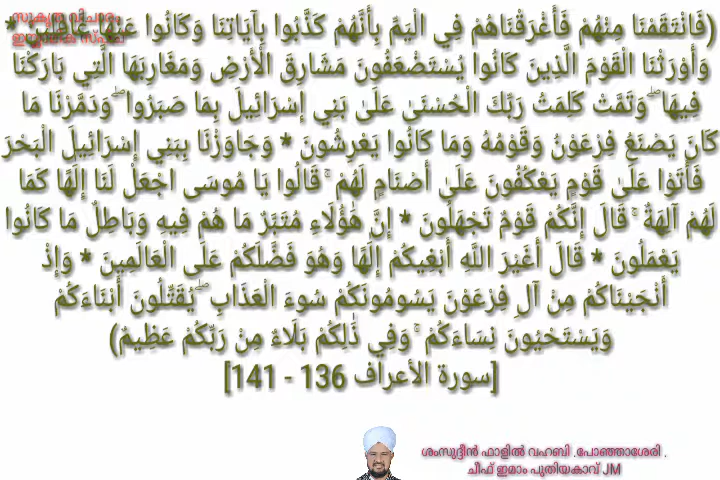 സുകൃത വിചാരം
ഇസ്ലാമിക് സ്പീച്
(فَانْتَقَمْنَا مِنْهُمْ فَأَغْرَقْنَاهُمْ فِي الْيَمِّ بِأَنَّهُمْ كَذَّبُوا بِآيَاتِنَا وَكَانُوا عَنْهَا غَافِلِينَ *
وَأَوْرَثْنَا الْقَوْمَ الَّذِينَ كَانُوا يُسْتَضْعَفُونَ مَشَارِقَ الْأَرْضِ وَمَغَارِبَهَا الَّتِي بَارَكْنَا
فِيهَا ۖ وَتَمَّتْ كَلِمَتُ رَبِّكَ الْحُسْنَىٰ عَلَىٰ بَنِي إِسْرَائِيلَ بِمَا صَبَرُوا ۖ وَدَمَّرْنَا مَا
كَانَ يَصْنَعُ فِرْعَوْنُ وَقَوْمُهُ وَمَا كَانُوا يَعْرِشُونَ * وَجَاوَزْنَا بِبَنِي إِسْرَائِيلَ الْبَحْرَ
فَأَتَوْا عَلَىٰ قَوْمٍ يَعْكُفُونَ عَلَىٰ أَصْنَامٍ لَهُمْ ۚ قَالُوا يَا مُوسَى اجْعَلْ لَنَا إِلَٰهًا كَمَا
لَهُمْ آلِهَةٌ ۚ قَالَ إِنَّكُمْ قَوْمٌ تَجْهَلُونَ * إِنَّ هَٰؤُلَاءِ مُتَبَّرٌ مَا هُمْ فِيهِ وَبَاطِلٌ مَا كَانُوا
يَعْمَلُونَ * قَالَ أَغَيْرَ اللَّهِ أَبْغِيكُمْ إِلَٰهًا وَهُوَ فَضَّلَكُمْ عَلَى الْعَالَمِينَ * وَإِذْ
أَنْجَيْنَاكُمْ مِنْ آلِ فِرْعَوْنَ يَسُومُونَكُمْ سُوءَ الْعَذَابِ ۖ يُقَتِّلُونَ أَبْنَاءَكُمْ
وَيَسْتَحْيُونَ نِسَاءَكُمْ ۚ وَفِي ذَٰلِكُمْ بَلَاءٌ مِنْ رَبِّكُمْ عَظِيمٌ)
[سورة الأعراف 136 - 141]
ശംസുദ്ദീൻ ഫാളിൽ വഹബി ,പോഞ്ഞാശേരി .
ചീഫ് ഇമാം പുതിയകാവ് JM